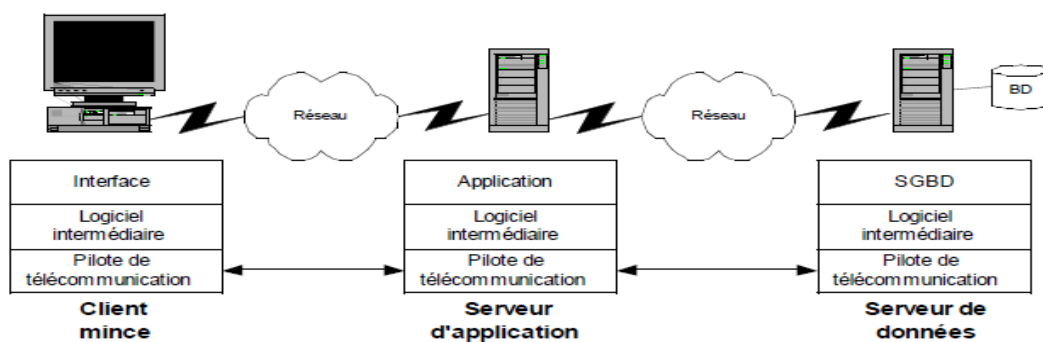 Réseau
Réseau
BD
Interface
Logiciel
intermédiaire
Pilote de
télécommunication
Client
mince
Application
Logiciel
intermédiaire
Pilote de
télécommunication
Serveur
d'application
SGBD
Logiciel
intermédiaire
Pilote de
télécommunication
Serveur de
données